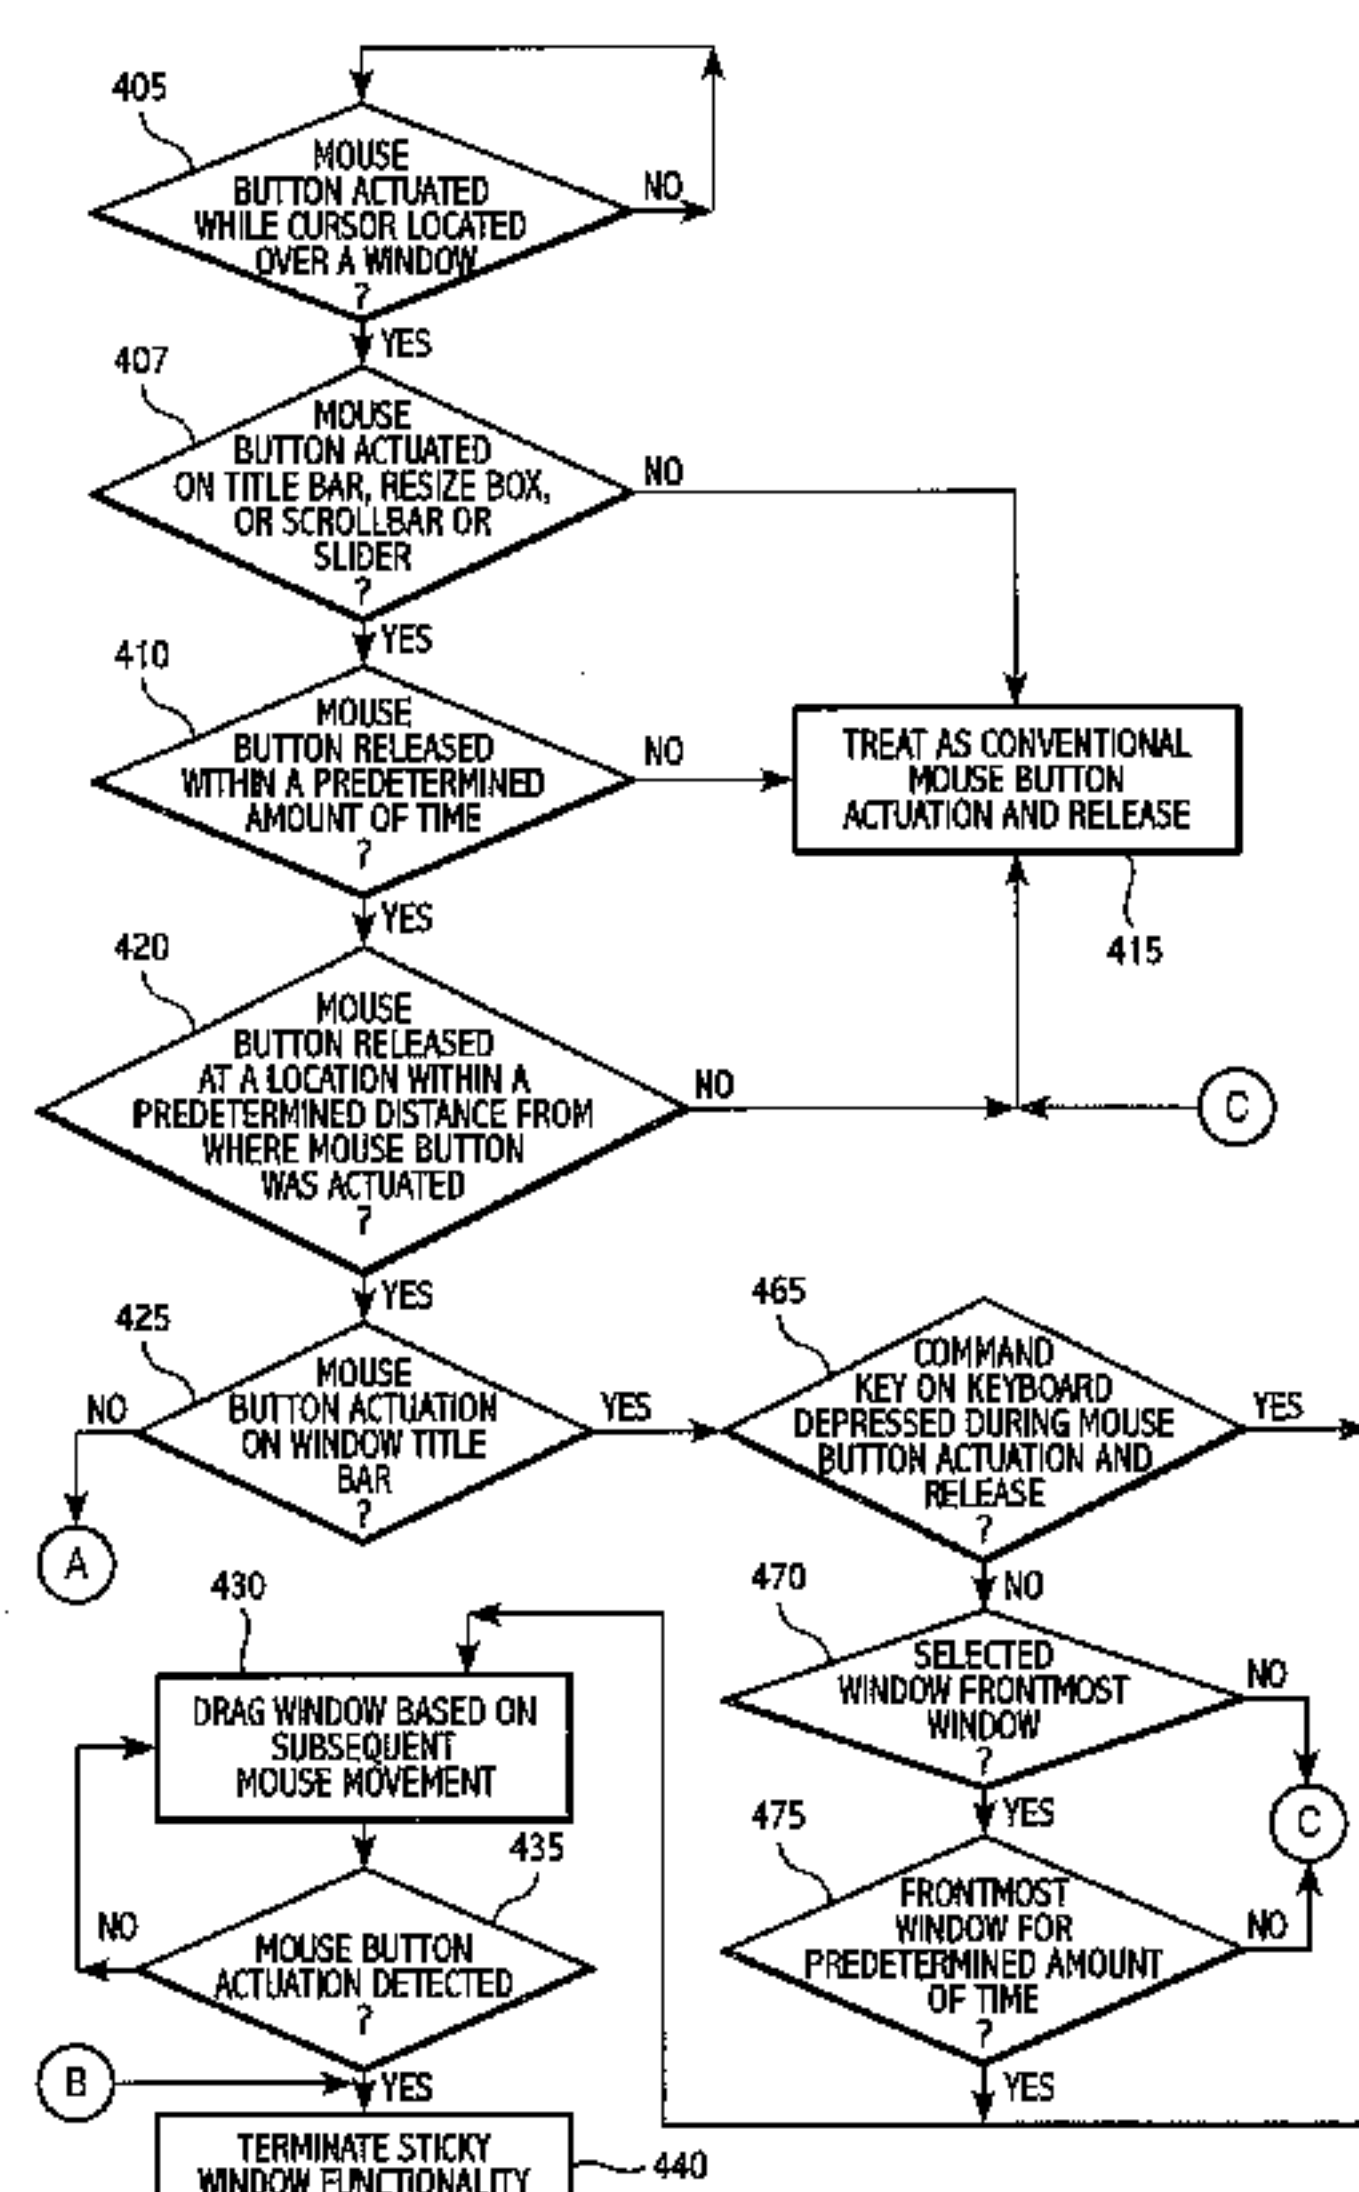 405
MOUSE
BUTTON ACTUATED
WHILE CURSOR LOCATED
OVER A WINDOW
?
NO
YES
407
MOUSE
BUTTON ACTUATED
ON TITLE BAR, RESIZE BOX,
OR SCROLLBAR OR
SLIDER
?
NO
YES
410
MOUSE
BUTTON RELEASED
WITHIN A PREDETERMINED
AMOUNT OF TIME
?
NO
YES
TREAT AS CONVENTIONAL
MOUSE BUTTON
ACTUATION AND RELEASE
415
420
MOUSE
BUTTON RELEASED
AT A LOCATION WITHIN A
PREDETERMINED DISTANCE FROM
WHERE MOUSE BUTTON
WAS ACTUATED
?
NO
C
YES
425
MOUSE
BUTTON ACTUATION
ON WINDOW TITLE
BAR
?
NO
A
YES
465
COMMAND
KEY ON KEYBOARD
DEPRESSED DURING MOUSE
BUTTON ACTUATION AND
RELEASE
?
YES
NO
470
SELECTED
WINDOW FRONTMOST
WINDOW
?
NO
C
YES
475
FRONTMOST
WINDOW FOR
PREDETERMINED AMOUNT
OF TIME
?
NO
YES
430
DRAG WINDOW BASED ON
SUBSEQUENT
MOUSE MOVEMENT
435
MOUSE BUTTON
ACTUATION DETECTED
?
NO
B
YES
TERMINATE STICKY
WINDOW FUNCTIONALITY
440